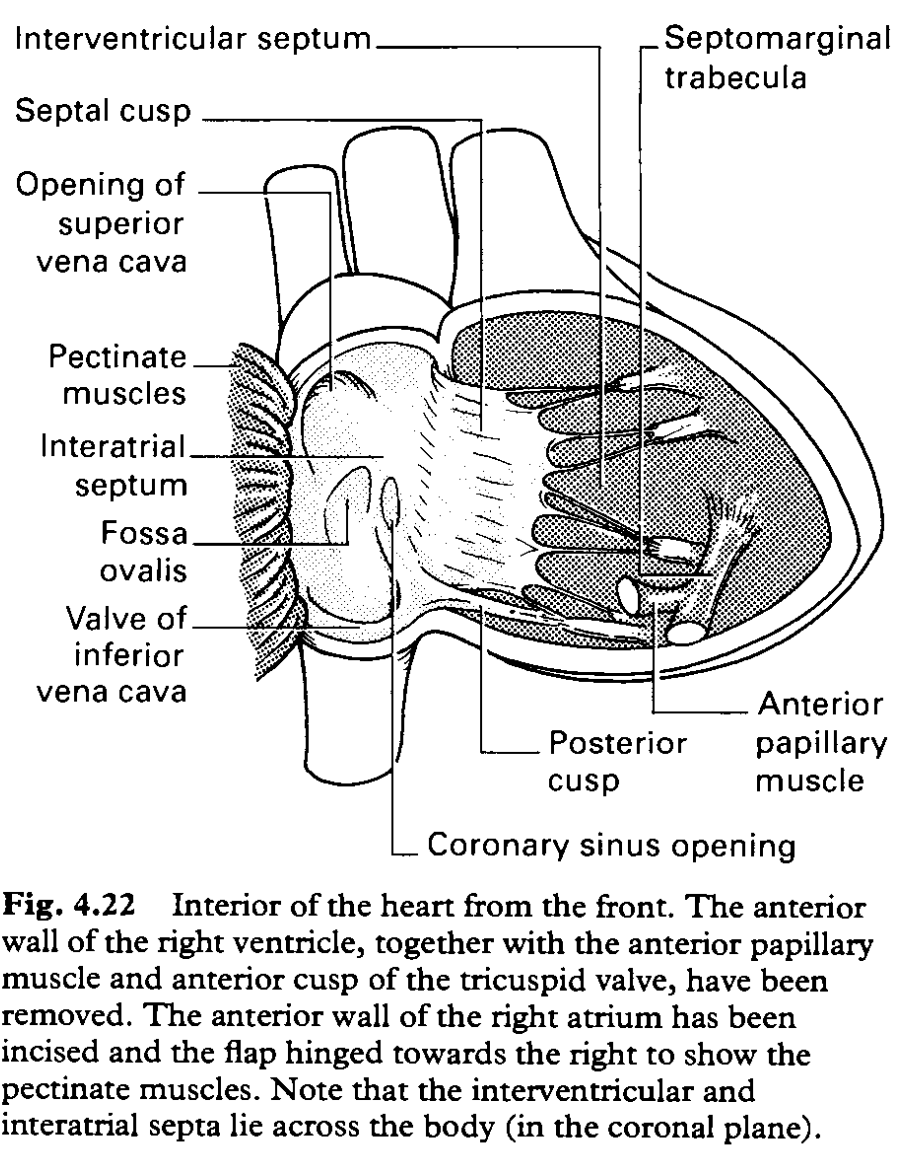 Interventricular septum
Septomarginal
trabecula
Septal cusp
Opening of
superior
vena cava
Pectinate
muscles
Interatrial
septum
Fossa
ovalis
Valve of
inferior
vena cava
Anterior
papillary
muscle
Posterior
cusp
Coronary sinus opening
Fig. 4.22 Interior of the heart from the front. The anterior
wall of the right ventricle, together with the anterior papillary
muscle and anterior cusp of the tricuspid valve, have been
removed. The anterior wall of the right atrium has been
incised and the flap hinged towards the right to show the
pectinate muscles. Note that the interventricular and
interatrial septa lie across the body (in the coronal plane).